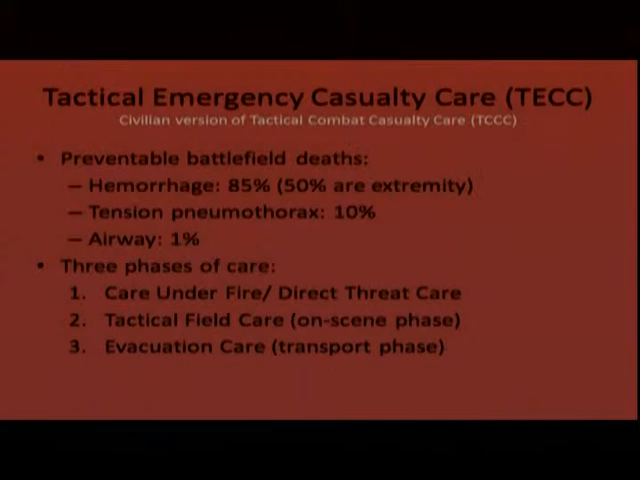 Tactical Emergency Casualty Care (TECC)
Civilian version of Tactical Combat Casualty Care (TCCC)
• Preventable battlefield deaths:
– Hemorrhage: 85% (50% are extremity)
– Tension pneumothorax: 10%
– Airway: 1%
• Three phases of care:
1. Care Under Fire/ Direct Threat Care
2. Tactical Field Care (on-scene phase)
3. Evacuation Care (transport phase)